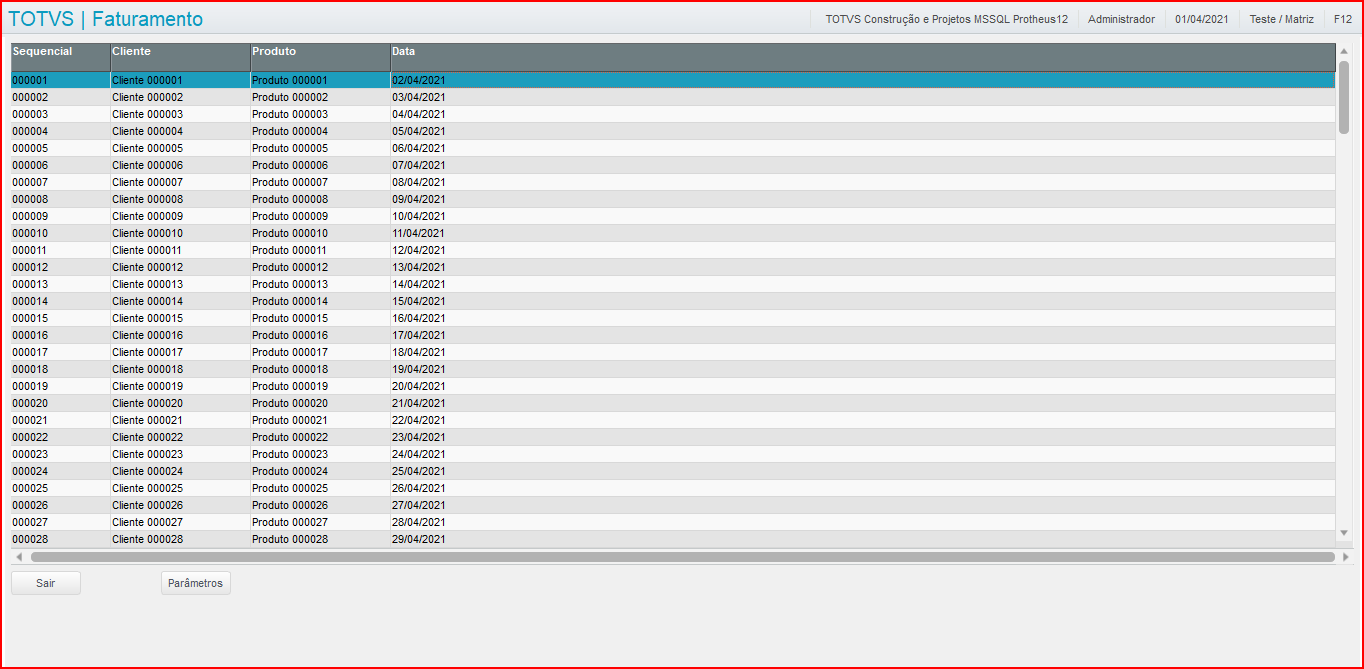 TOTVS | Faturamento TOTVS Construção e Projetos MSSQL Protheus12 Administrador 01/04/2021 Teste / Matriz F12
Sequencial Cliente Produto Data
000001 Cliente 000001 Produto 000001 02/04/2021
000002 Cliente 000002 Produto 000002 03/04/2021
000003 Cliente 000003 Produto 000003 04/04/2021
000004 Cliente 000004 Produto 000004 05/04/2021
000005 Cliente 000005 Produto 000005 06/04/2021
000006 Cliente 000006 Produto 000006 07/04/2021
000007 Cliente 000007 Produto 000007 08/04/2021
000008 Cliente 000008 Produto 000008 09/04/2021
000009 Cliente 000009 Produto 000009 10/04/2021
000010 Cliente 000010 Produto 000010 11/04/2021
000011 Cliente 000011 Produto 000011 12/04/2021
000012 Cliente 000012 Produto 000012 13/04/2021
000013 Cliente 000013 Produto 000013 14/04/2021
000014 Cliente 000014 Produto 000014 15/04/2021
000015 Cliente 000015 Produto 000015 16/04/2021
000016 Cliente 000016 Produto 000016 17/04/2021
000017 Cliente 000017 Produto 000017 18/04/2021
000018 Cliente 000018 Produto 000018 19/04/2021
000019 Cliente 000019 Produto 000019 20/04/2021
000020 Cliente 000020 Produto 000020 21/04/2021
000021 Cliente 000021 Produto 000021 22/04/2021
000022 Cliente 000022 Produto 000022 23/04/2021
000023 Cliente 000023 Produto 000023 24/04/2021
000024 Cliente 000024 Produto 000024 25/04/2021
000025 Cliente 000025 Produto 000025 26/04/2021
000026 Cliente 000026 Produto 000026 27/04/2021
000027 Cliente 000027 Produto 000027 28/04/2021
000028 Cliente 000028 Produto 000028 29/04/2021
Sair Parâmetros